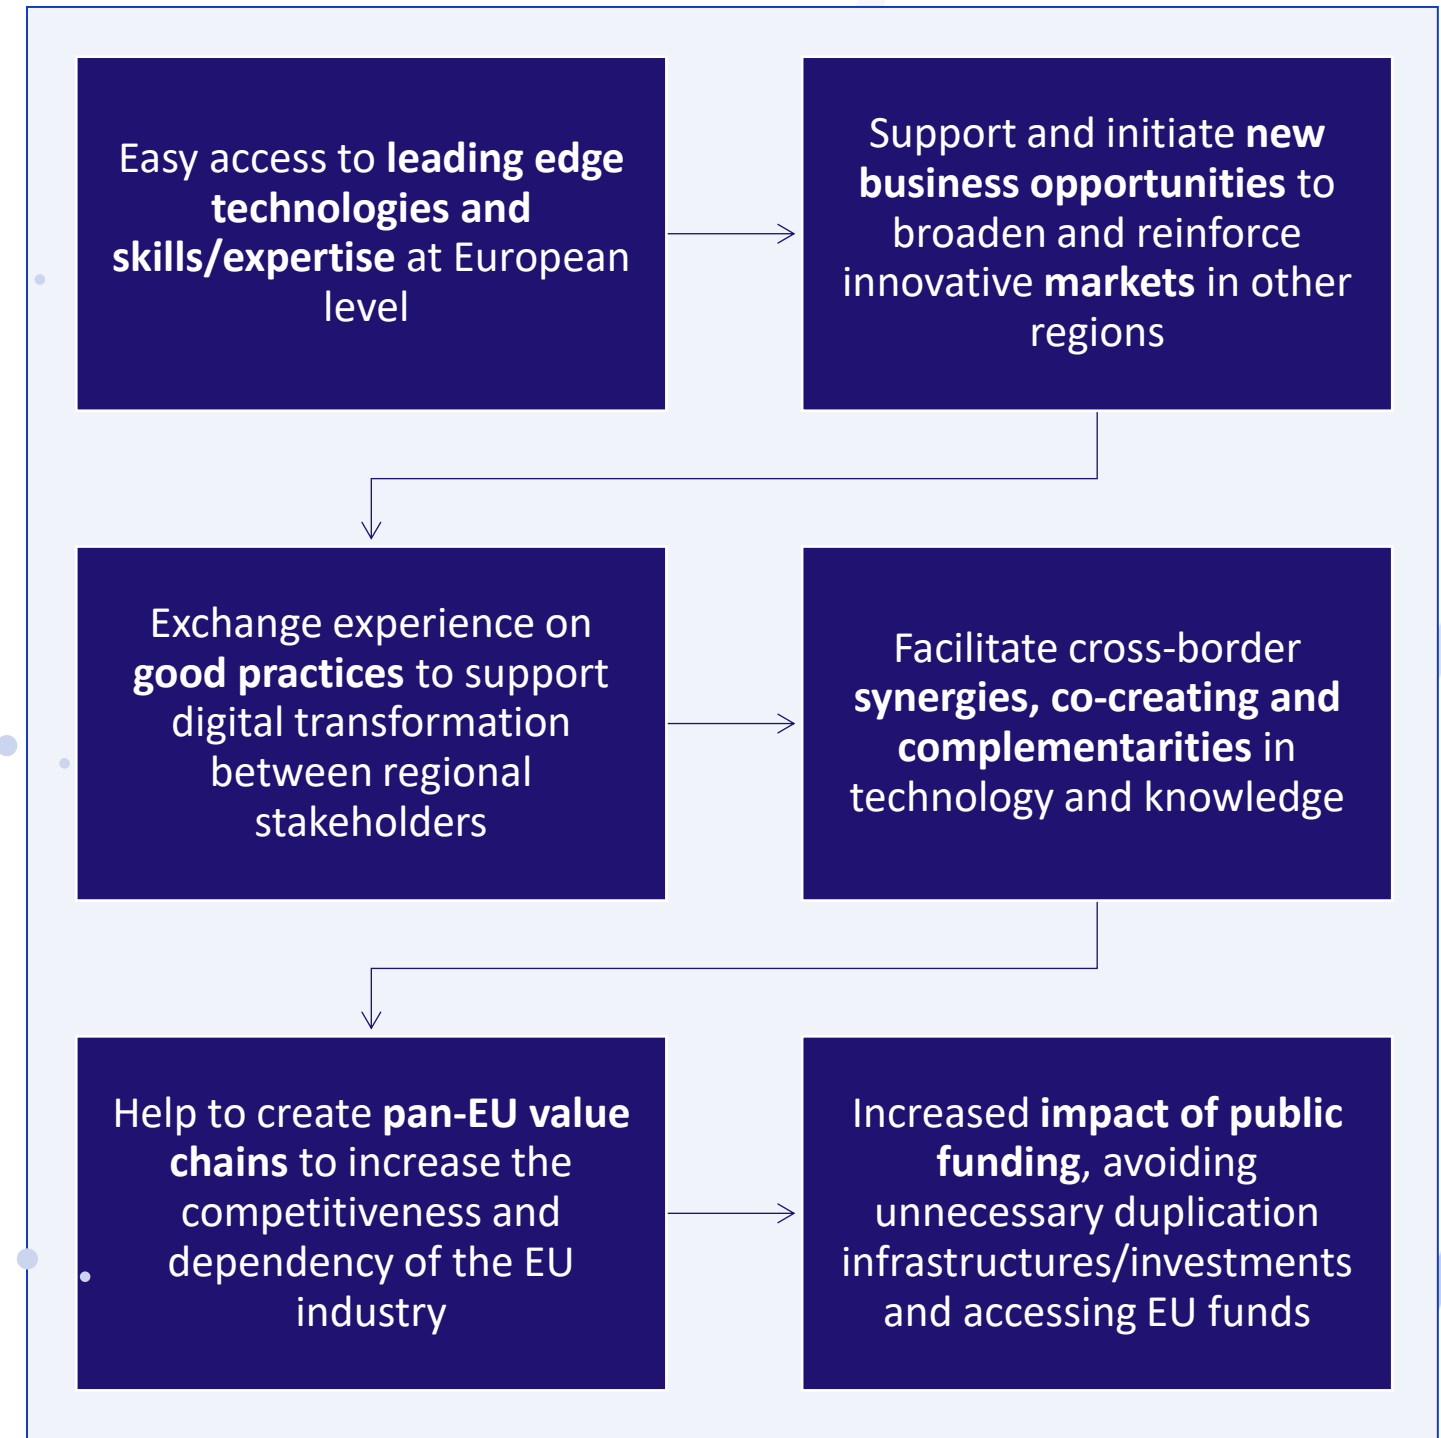 Easy access to leading edge
technologies and
skills/expertise at European
level
Support and initiate new
business opportunities to
broaden and reinforce
innovative markets in other
regions
Exchange experience on
good practices to support
digital transformation
between regional
stakeholders
Facilitate cross-border
synergies, co-creating and
complementarities in
technology and knowledge
Help to create pan-EU value
chains to increase the
competitiveness and
dependency of the EU
industry
Increased impact of public
funding, avoiding
unnecessary duplication
infrastructures/investments
and accessing EU funds